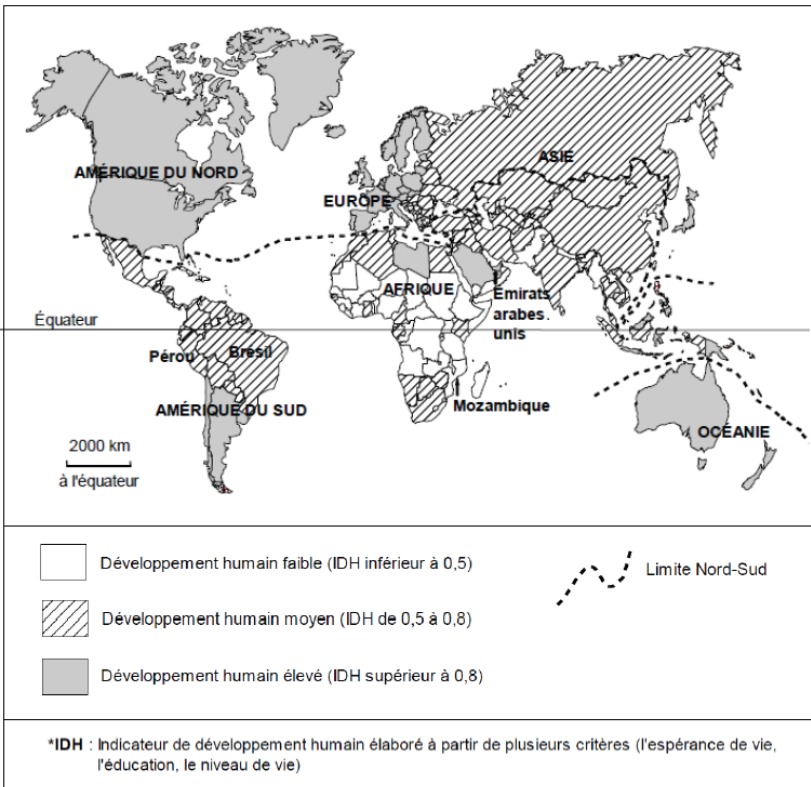 AMÉRIQUE DU NORD
ASIE
EUROPE
AFRIQUE
Émirats
arabes
unis
Équateur
Pérou
Brésil
Mozambique
AMÉRIQUE DU SUD
OCÉANIE
2000 km
à l'équateur
Développement humain faible (IDH inférieur à 0,5)
Limite Nord-Sud
Développement humain moyen (IDH de 0,5 à 0,8)
Développement humain élevé (IDH supérieur à 0,8)
*IDH : Indicateur de développement humain élaboré à partir de plusieurs critères (l'espérance de vie,
l'éducation, le niveau de vie)